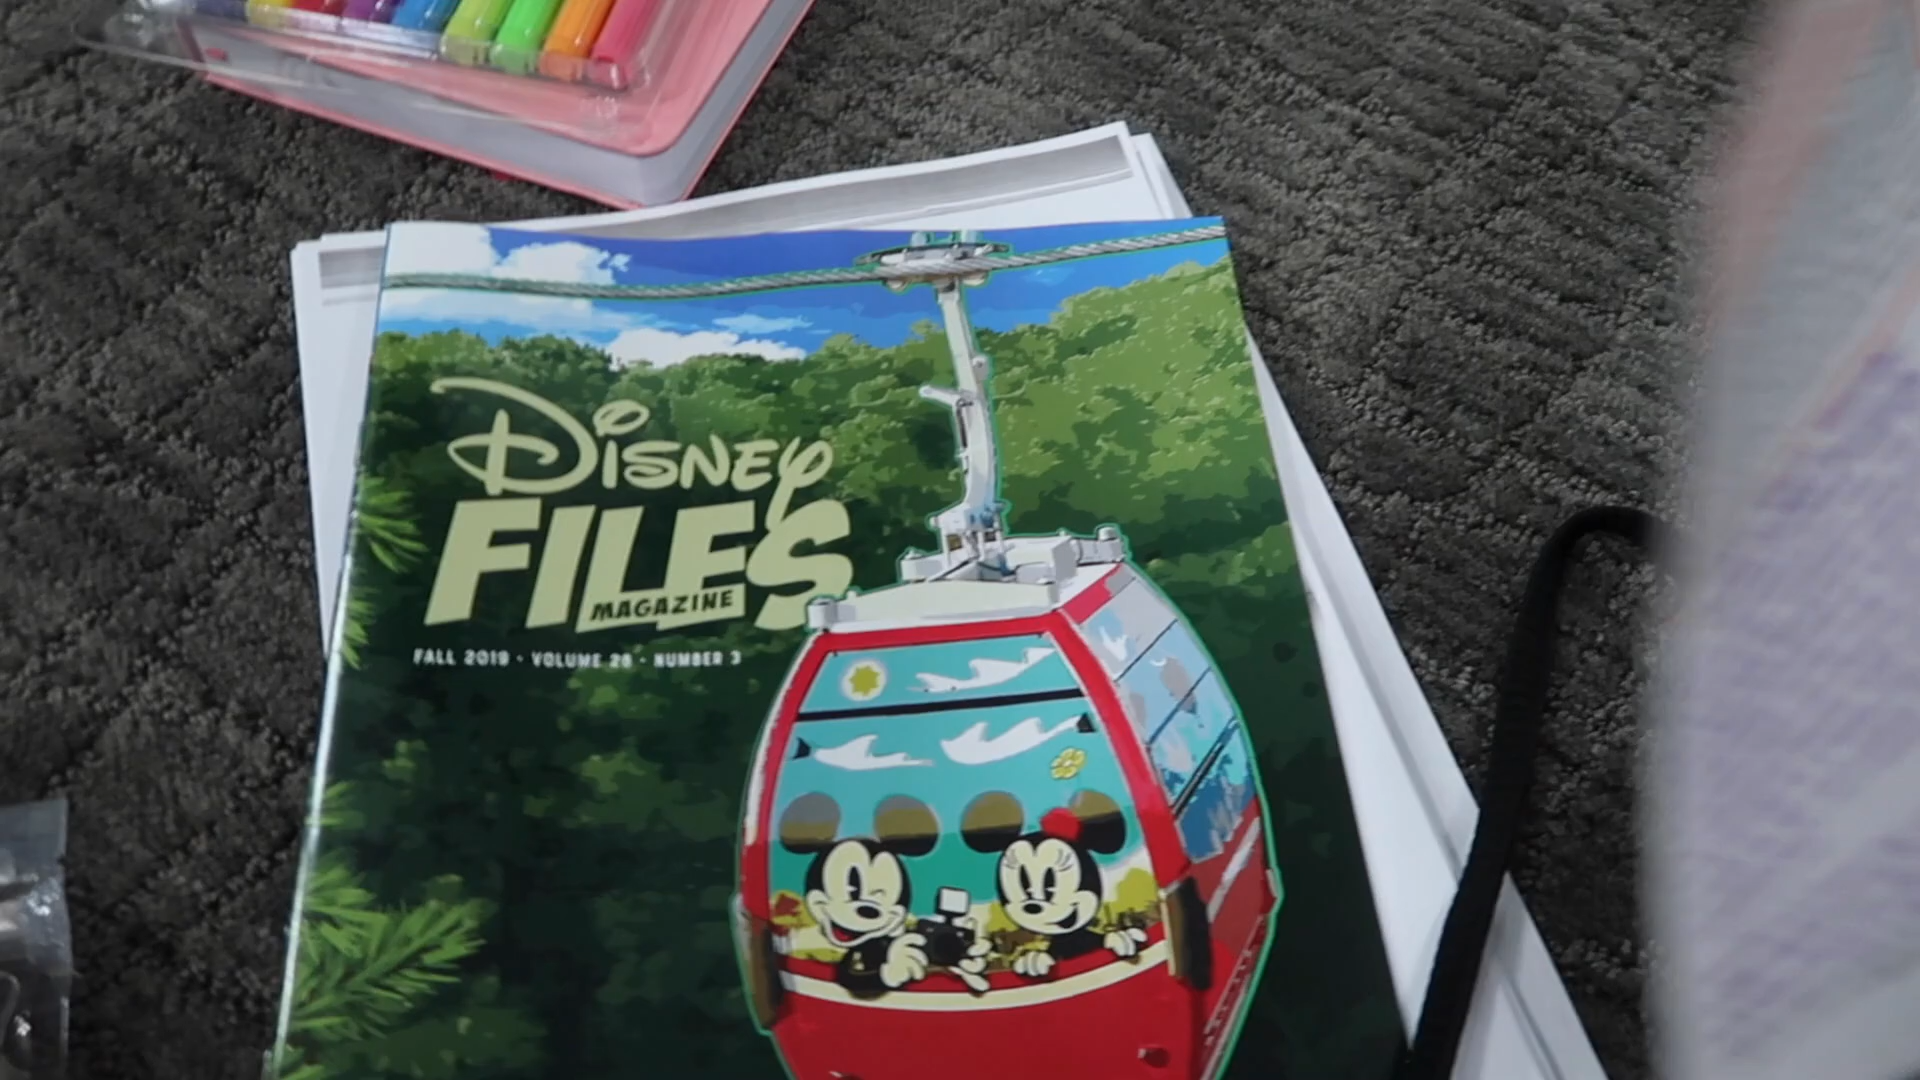 Disney
FILES
MAGAZINE
FALL 2019 • VOLUME 28 • NUMBER 3